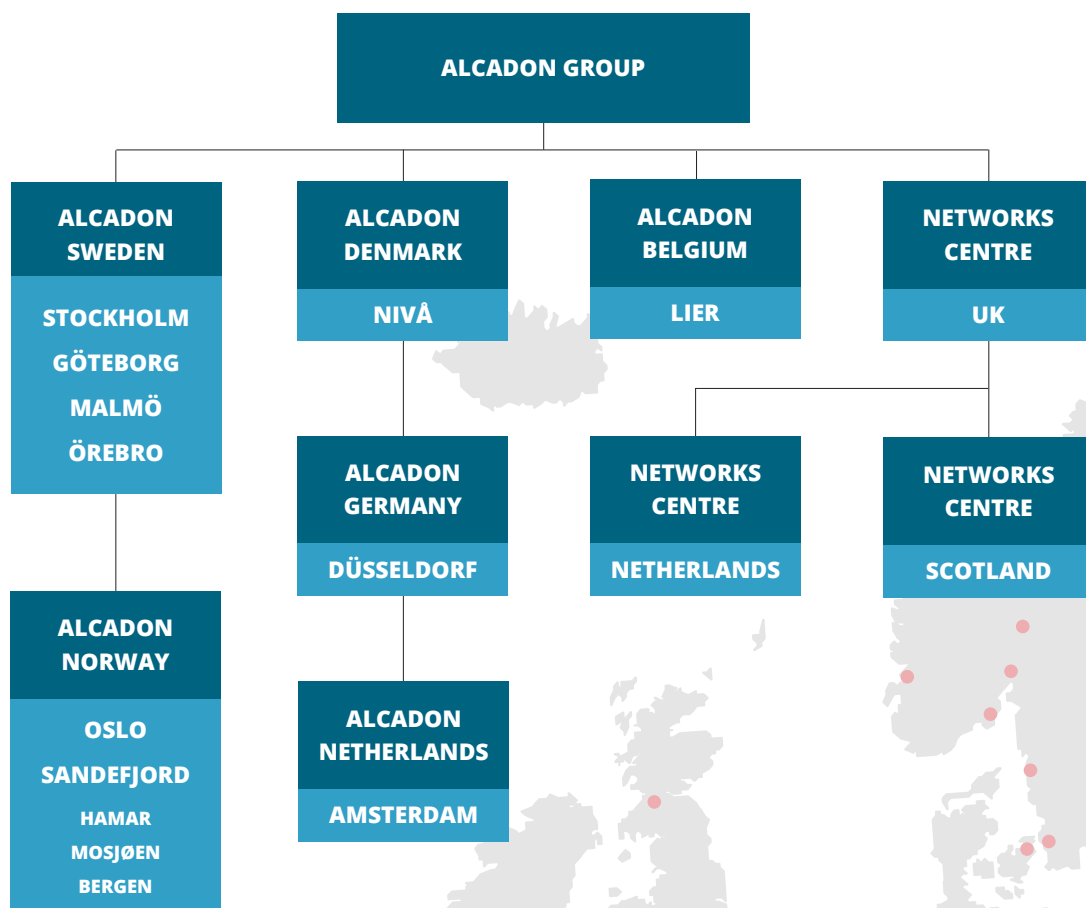 ALCADON GROUP
ALCADON
SWEDEN
STOCKHOLM
GÖTEBORG
MALMÖ
ÖREBRO
ALCADON
NORWAY
OSLO
SANDEFJORD
HAMAR
MOSJØEN
BERGEN
ALCADON
DENMARK
NIVÅ
ALCADON
GERMANY
DÜSSELDORF
ALCADON
NETHERLANDS
AMSTERDAM
ALCADON
BELGIUM
LIER
NETWORKS
CENTRE
UK
NETWORKS
CENTRE
NETHERLANDS
NETWORKS
CENTRE
SCOTLAND